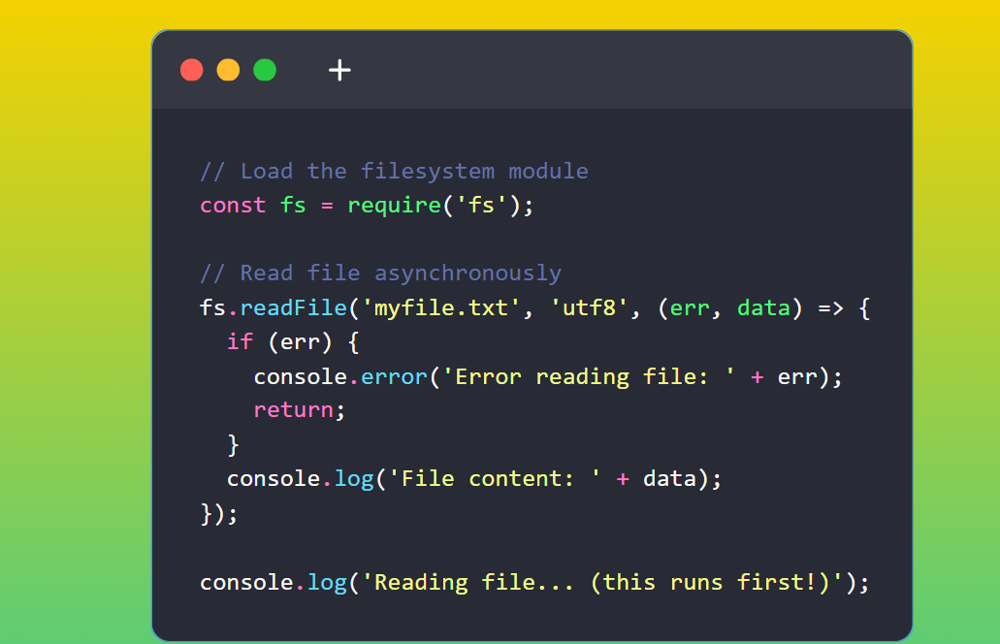 // Load the filesystem module
const fs = require('fs');
// Read file asynchronously
fs.readFile('myfile.txt', 'utf8', (err, data) => {
  if (err) {
    console.error('Error reading file: ' + err);
    return;
  }
  console.log('File content: ' + data);
});
console.log('Reading file... (this runs first!)');